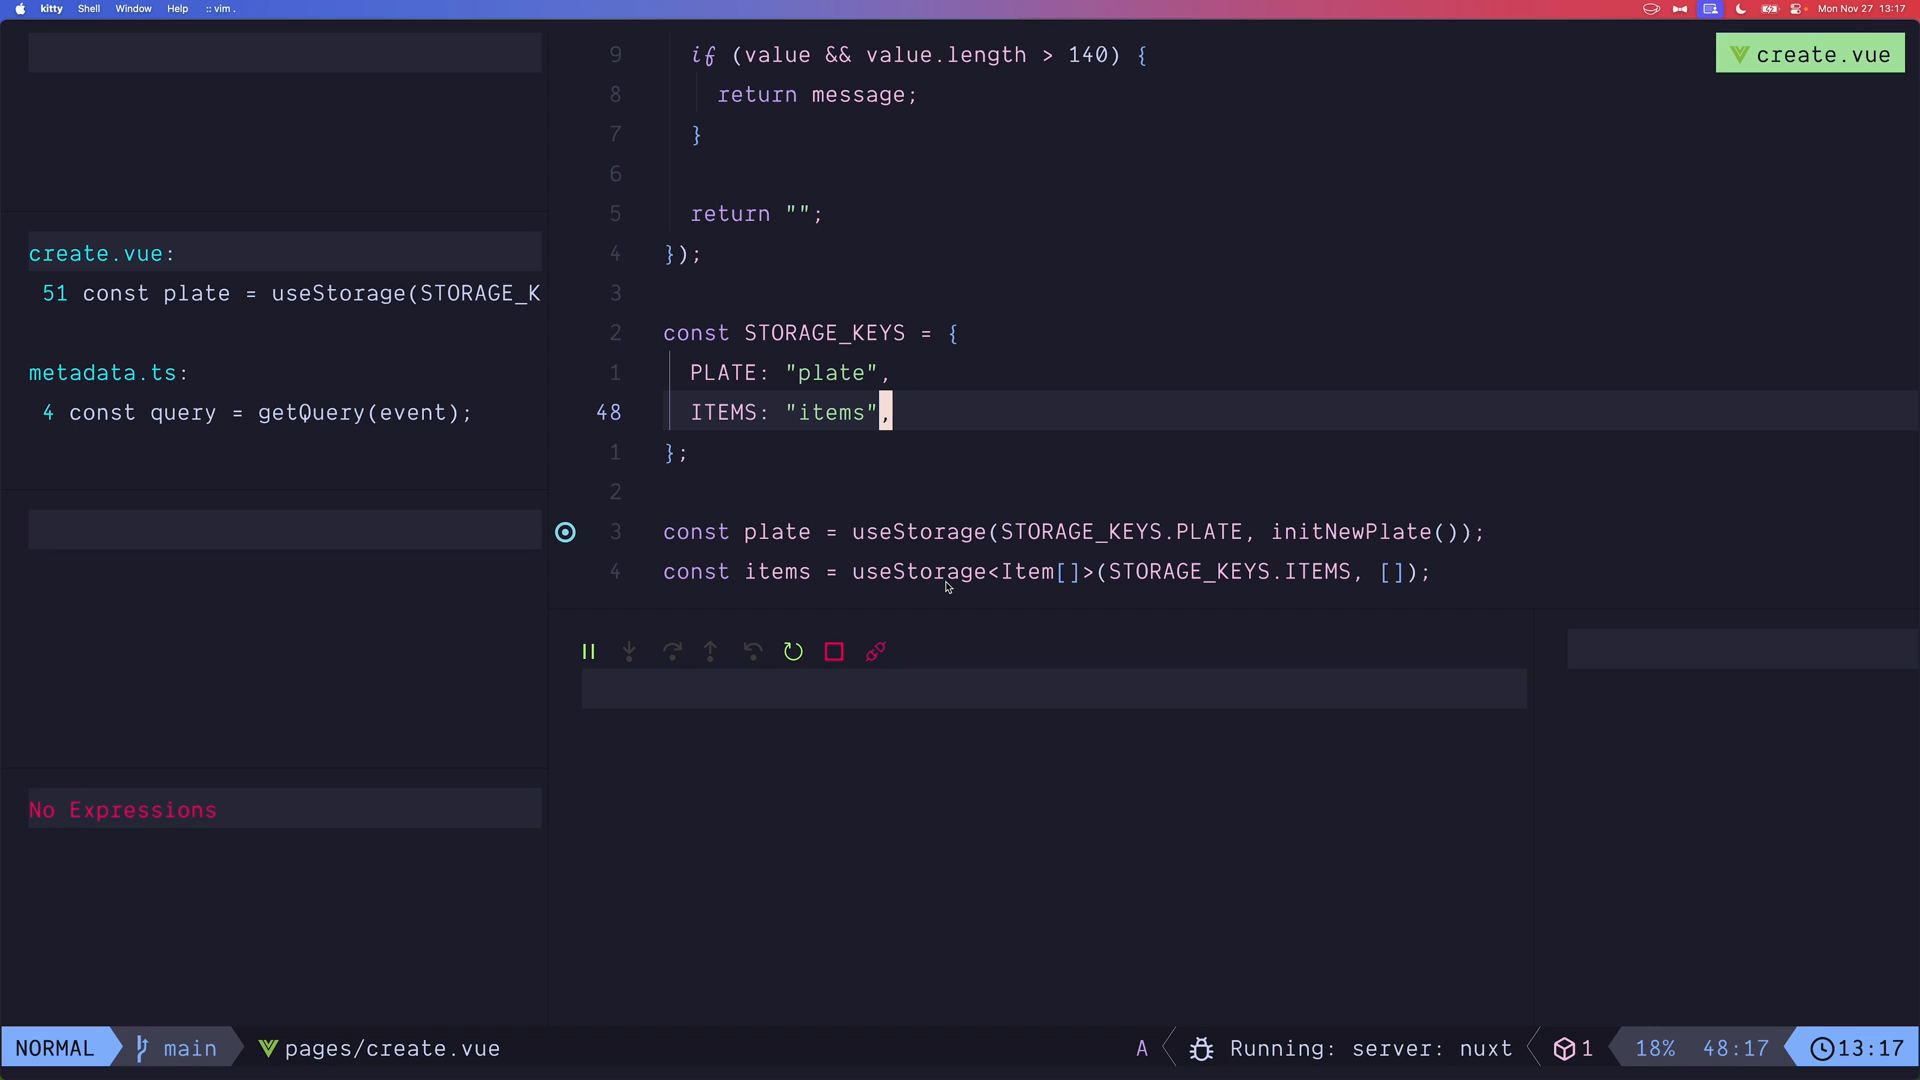 kitty Shell Window Help :: vim . Mon Nov 27 13:17
create.vue:
51 const plate = useStorage(STORAGE_K
metadata.ts:
4 const query = getQuery(event);
No Expressions
create.vue
9 if (value && value.length > 140) {
8 return message;
7 }
6
5 return "";
4 });
3
2 const STORAGE_KEYS = {
1 PLATE: "plate",
48 ITEMS: "items",
1 };
2
3 const plate = useStorage(STORAGE_KEYS.PLATE, initNewPlate());
4 const items = useStorage<Item[]>(STORAGE_KEYS.ITEMS, []);
NORMAL main pages/create.vue A Running: server: nuxt 1 18% 48:17 13:17